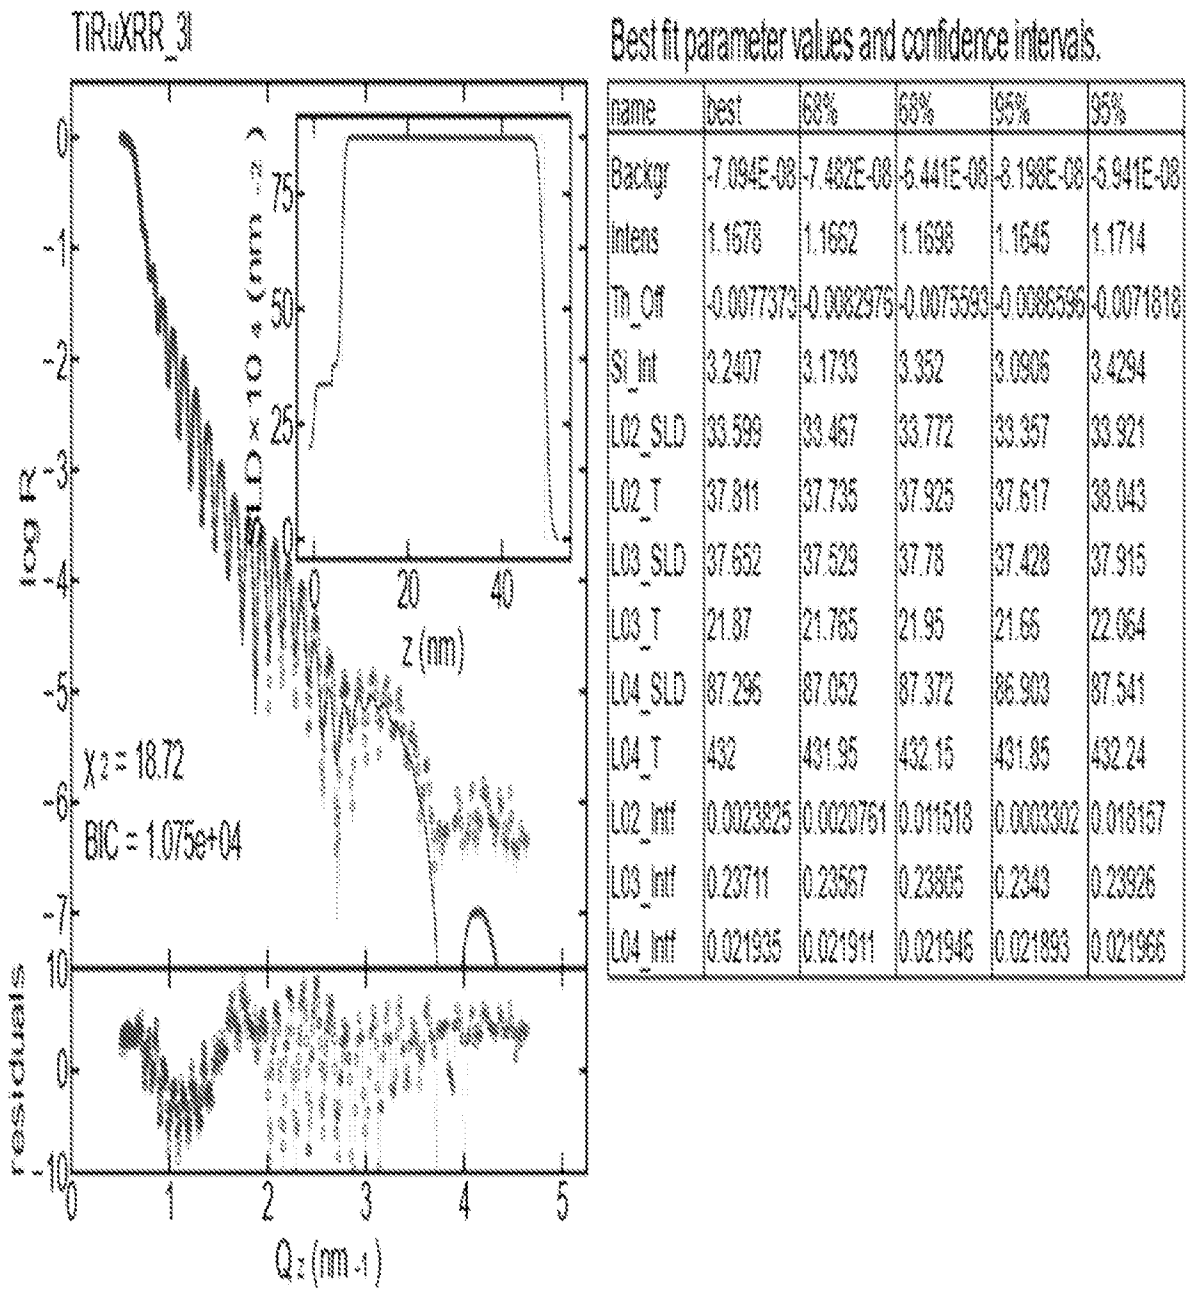 TiRuXRR_3l
Best fit parameter values and confidence intervals.
name best 68% 68% 95% 95%
Backgr -7.094E-08 -7.482E-08 -6.441E-08 -8.198E-08 -5.941E-08
Intens 1.1678 1.1662 1.1698 1.1645 1.1714
Th_Off -0.0077373 -0.0082976 -0.0075593 -0.0086596 -0.0071818
Si_Int 3.2407 3.1733 3.352 3.0906 3.4294
L02_SLD 33.599 33.467 33.772 33.357 33.921
L02_T 37.811 37.735 37.925 37.617 38.043
L03_SLD 37.652 37.529 37.78 37.428 37.915
L03_T 21.87 21.765 21.95 21.66 22.064
L04_SLD 87.296 87.052 87.372 86.903 87.541
L04_T 432 431.95 432.15 431.85 432.24
L02_Intf 0.0023825 0.0020761 0.011518 0.0003302 0.018157
L03_Intf 0.23711 0.23567 0.23805 0.2343 0.23926
L04_Intf 0.021935 0.021911 0.021946 0.021893 0.021966
log R
0
-1
-2
-3
-4
-5
-6
-7
SLD×10 4 (nm -2)
75
50
25
0
0 20 40
z (nm)
χ2 = 18.72
BIC = 1.075e+04
residuals
10
0
-10
0 1 2 3 4 5
Qz (nm -1)